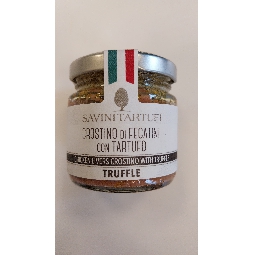 SAVINI TARTUFI
CROSTINO DI FEGATINI
CON TARTUFO
CHICKEN LIVERS CROSTINO WITH TRUFFLE
TRUFFLE